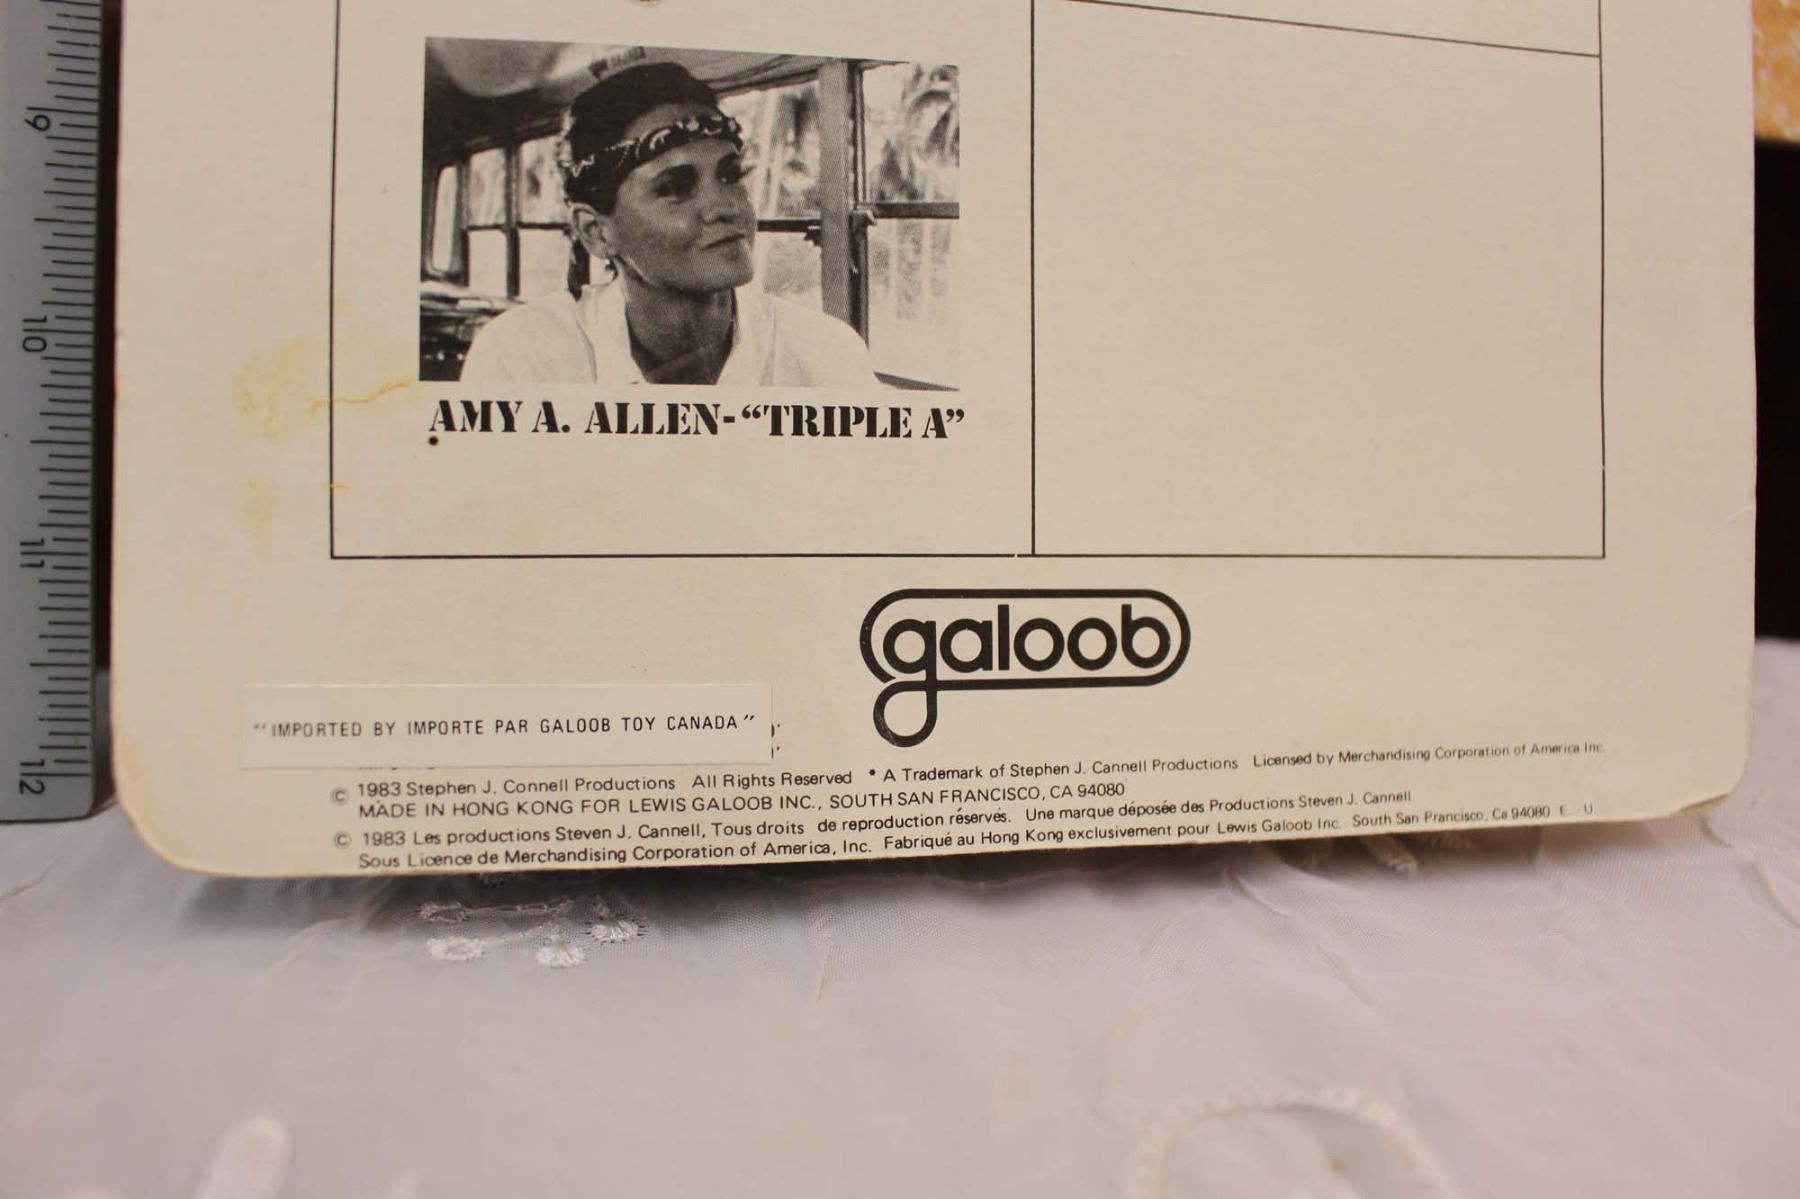 AMY A. ALLEN-"TRIPLE A"
galoob
"IMPORTED BY IMPORTE PAR GALOOB TOY CANADA"
© 1983 Stephen J. Connell Productions All Rights Reserved * A Trademark of Stephen J. Cannell Productions Licensed by Merchandising Corporation of America Inc.
MADE IN HONG KONG FOR LEWIS GALOOB INC., SOUTH SAN FRANCISCO, CA 94080
© 1983 Les productions Steven J. Cannell, Tous droits de reproduction réservés. Une marque déposée des Productions Steven J. Cannell
Sous Licence de Merchandising Corporation of America, Inc. Fabriqué au Hong Kong exclusivement pour Lewis Galoob Inc. South San Francisco, Ca 94080 E. U.
9
10
11
12